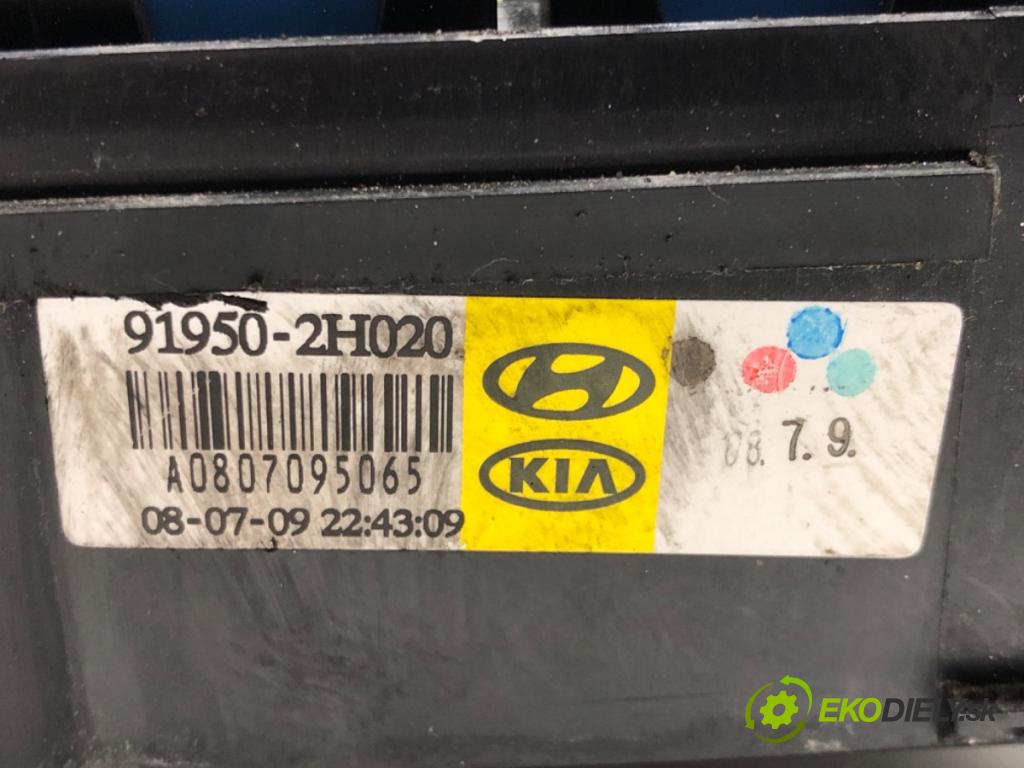 91950-2H020
A0807095065
08-07-09 22:43:09
KIA
08. 7. 9.
EKODIELY.sk